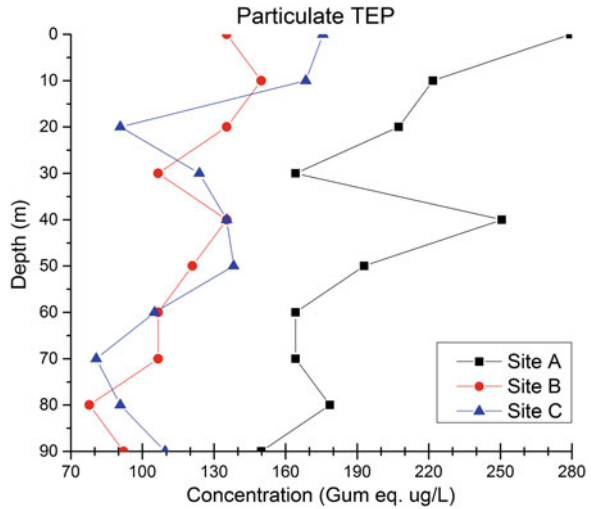 Particulate TEP
0
10
20
30
40
50
60
70
80
90
Depth (m)
70 100 130 160 190 220 250 280
Concentration (Gum eq. ug/L)
Site A
Site B
Site C